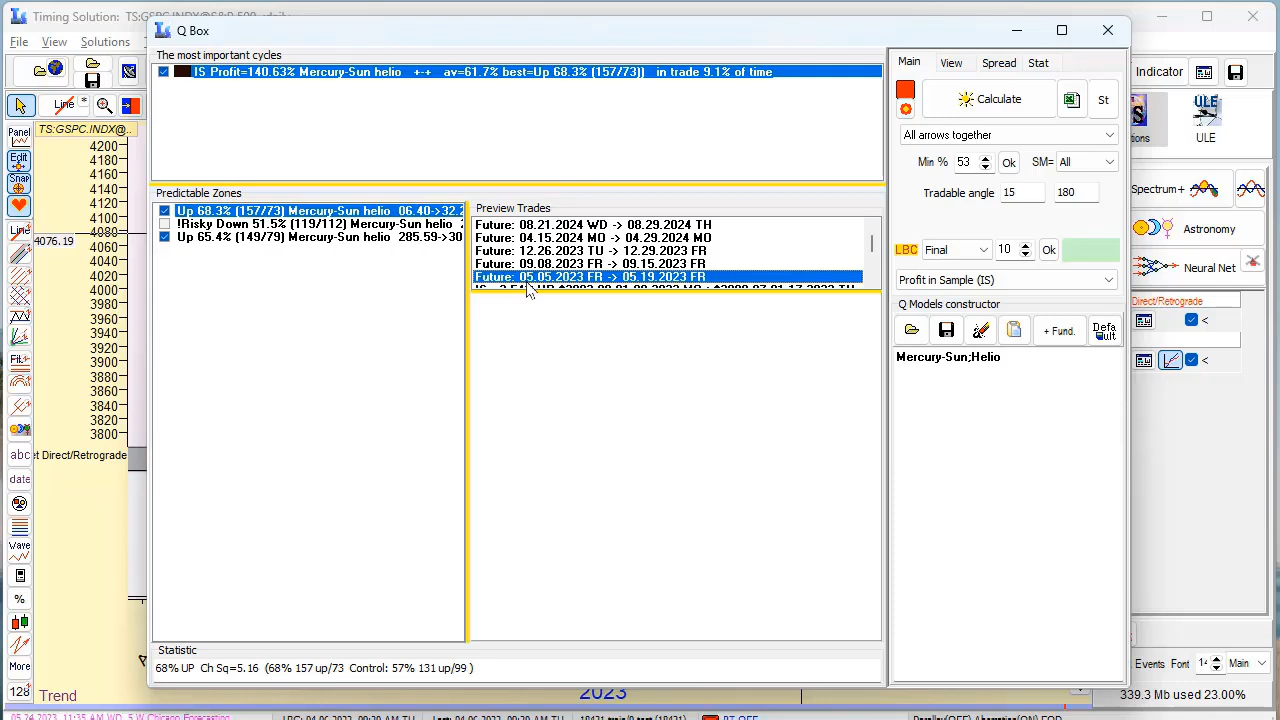 Timing Solution: TS:GSPC.INDX@S&P 500
Q Box
File View Solutions
The most important cycles
IS Profit=140.63% Mercury-Sun helio +-+ av=61.7% best=Up 68.3% (157/73)) in trade 9.1% of time
Main View Spread Stat
Indicator
Calculate
St
Line *
All arrows together
ULE
Panel
TS:GSPC.INDX@..
4200
4180
4160
4140
4120
4100
4080
4076.19
4060
4040
4020
4000
3980
3960
3940
3920
3900
3880
3860
3840
3820
3800
Edit
Snap
Line
Fit
abc
date
Wave
%
More
128
Direct/Retrograde
Trend
Min % 53 Ok SM= All
Predictable Zones
Up 68.3% (157/73) Mercury-Sun helio 06.40->32.2
!Risky Down 51.5% (119/112) Mercury-Sun helio
Up 65.4% (149/79) Mercury-Sun helio 285.59->30
Preview Trades
Future: 08.21.2024 WD -> 08.29.2024 TH
Future: 04.15.2024 MO -> 04.29.2024 MO
Future: 12.26.2023 TU -> 12.29.2023 FR
Future: 09.08.2023 FR -> 09.15.2023 FR
Future: 05.05.2023 FR -> 05.19.2023 FR
Tradable angle 15 180
Spectrum+
Astronomy
LBC Final 10 Ok
Neural Net
Profit in Sample (IS)
Q Models constructor
Direct/Retrograde
+ Fund.
Defa
ult
<
Mercury-Sun;Helio
<
Statistic
68% UP Ch Sq=5.16 (68% 157 up/73 Control: 57% 131 up/99 )
Events Font Main
2023
339.3 Mb used 23.00%